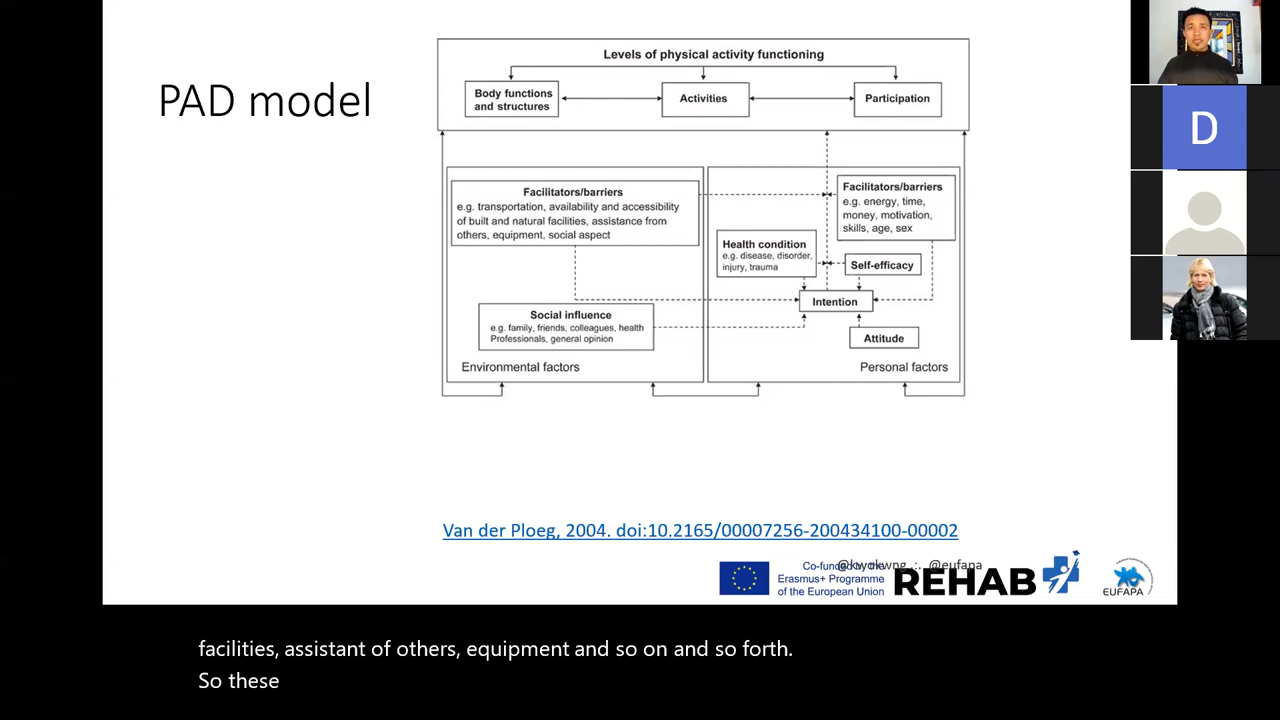 PAD model
Levels of physical activity functioning
Body functions
and structures
Activities
Participation
Facilitators/barriers
e.g. transportation, availability and accessibility
of built and natural facilities, assistance from
others, equipment, social aspect
Social influence
e.g. family, friends, colleagues, health
Professionals, general opinion
Environmental factors
Facilitators/barriers
e.g. energy, time,
money, motivation,
skills, age, sex
Health condition
e.g. disease, disorder,
injury, trauma
Self-efficacy
Intention
Attitude
Personal factors
Van der Ploeg, 2004. doi:10.2165/00007256-200434100-00002
@kwokwng :. @eufapa
Co-funded by the
Erasmus+ Programme
of the European Union
REHAB
EUFAPA
D
facilities, assistant of others, equipment and so on and so forth.
So these